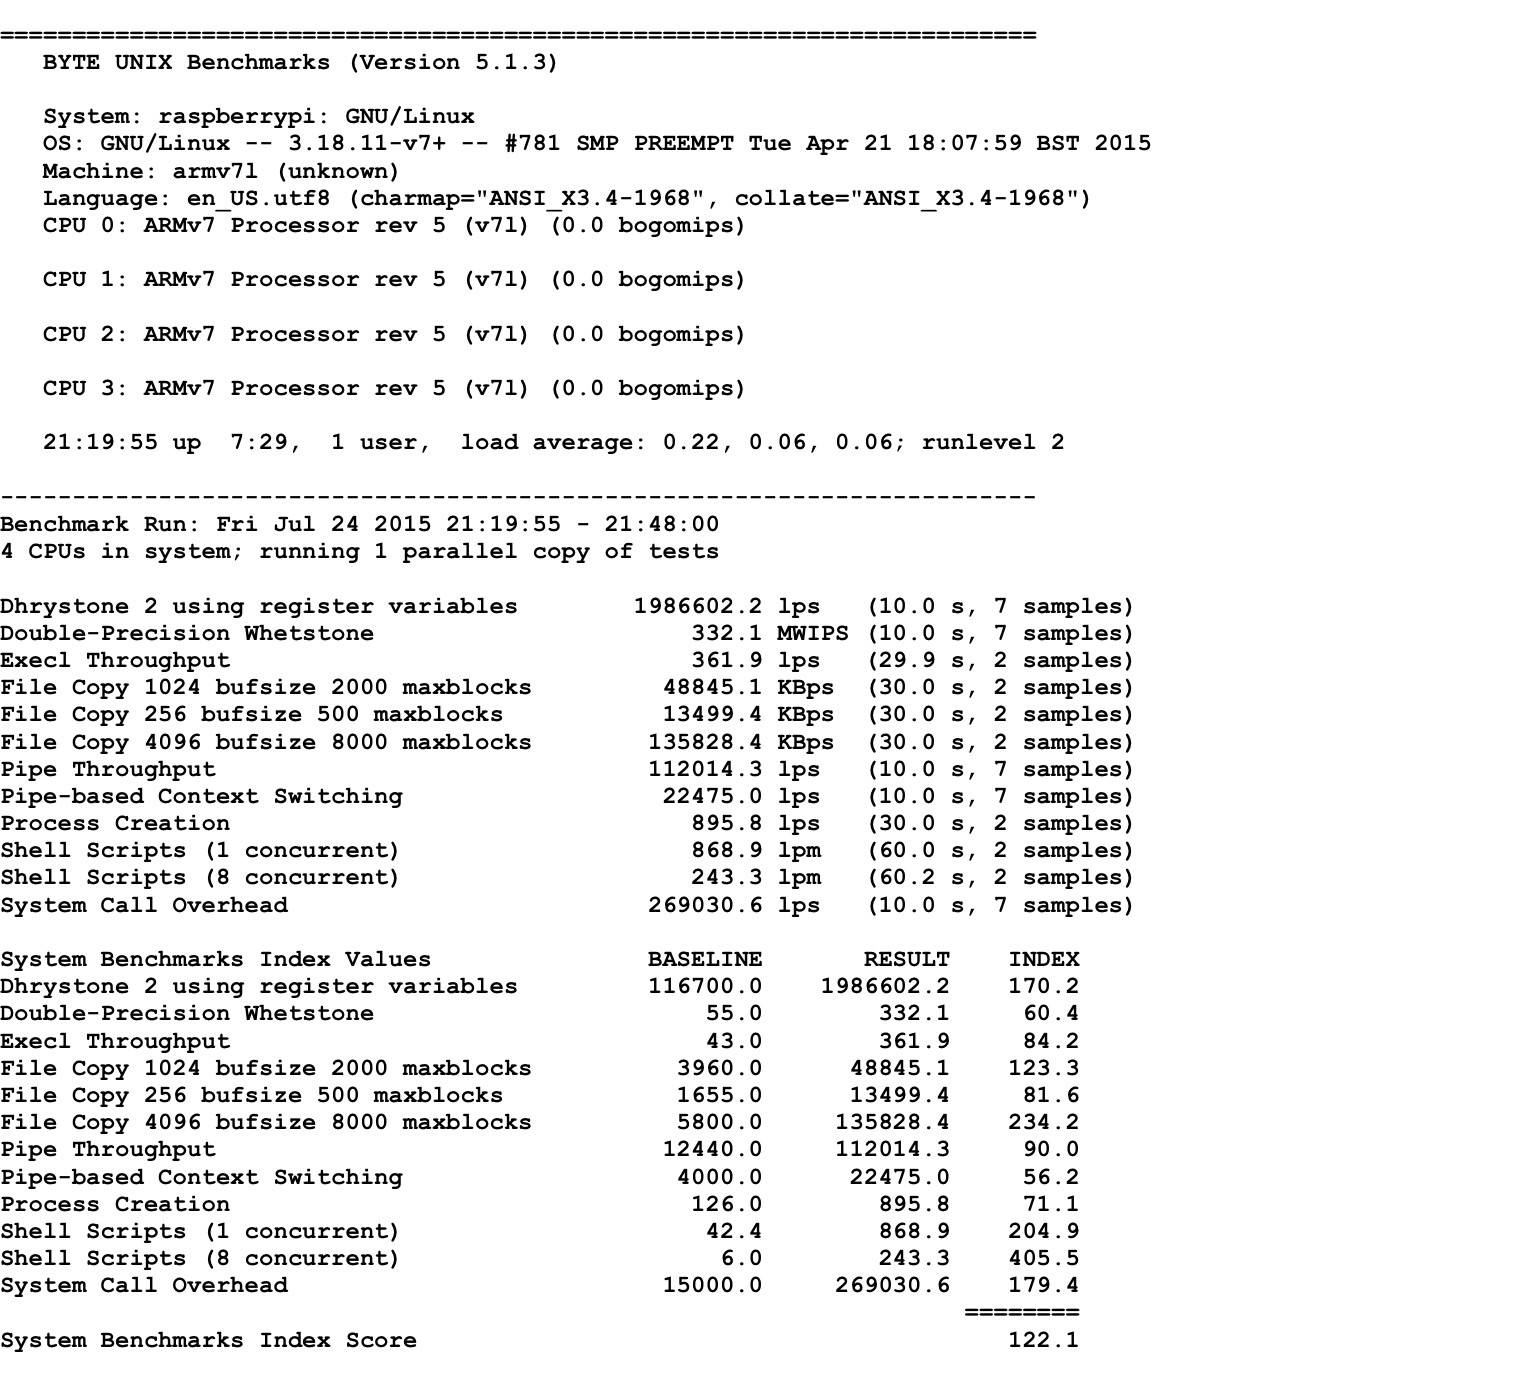 ========================================================================
   BYTE UNIX Benchmarks (Version 5.1.3)

   System: raspberrypi: GNU/Linux
   OS: GNU/Linux -- 3.18.11-v7+ -- #781 SMP PREEMPT Tue Apr 21 18:07:59 BST 2015
   Machine: armv7l (unknown)
   Language: en_US.utf8 (charmap="ANSI_X3.4-1968", collate="ANSI_X3.4-1968")
   CPU 0: ARMv7 Processor rev 5 (v7l) (0.0 bogomips)

   CPU 1: ARMv7 Processor rev 5 (v7l) (0.0 bogomips)

   CPU 2: ARMv7 Processor rev 5 (v7l) (0.0 bogomips)

   CPU 3: ARMv7 Processor rev 5 (v7l) (0.0 bogomips)

   21:19:55 up  7:29,  1 user,  load average: 0.22, 0.06, 0.06; runlevel 2

------------------------------------------------------------------------
Benchmark Run: Fri Jul 24 2015 21:19:55 - 21:48:00
4 CPUs in system; running 1 parallel copy of tests

Dhrystone 2 using register variables        1986602.2 lps   (10.0 s, 7 samples)
Double-Precision Whetstone                      332.1 MWIPS (10.0 s, 7 samples)
Execl Throughput                                361.9 lps   (29.9 s, 2 samples)
File Copy 1024 bufsize 2000 maxblocks         48845.1 KBps  (30.0 s, 2 samples)
File Copy 256 bufsize 500 maxblocks           13499.4 KBps  (30.0 s, 2 samples)
File Copy 4096 bufsize 8000 maxblocks        135828.4 KBps  (30.0 s, 2 samples)
Pipe Throughput                              112014.3 lps   (10.0 s, 7 samples)
Pipe-based Context Switching                  22475.0 lps   (10.0 s, 7 samples)
Process Creation                                895.8 lps   (30.0 s, 2 samples)
Shell Scripts (1 concurrent)                    868.9 lpm   (60.0 s, 2 samples)
Shell Scripts (8 concurrent)                    243.3 lpm   (60.2 s, 2 samples)
System Call Overhead                         269030.6 lps   (10.0 s, 7 samples)

System Benchmarks Index Values               BASELINE       RESULT    INDEX
Dhrystone 2 using register variables         116700.0    1986602.2    170.2
Double-Precision Whetstone                       55.0        332.1     60.4
Execl Throughput                                 43.0        361.9     84.2
File Copy 1024 bufsize 2000 maxblocks          3960.0      48845.1    123.3
File Copy 256 bufsize 500 maxblocks            1655.0      13499.4     81.6
File Copy 4096 bufsize 8000 maxblocks          5800.0     135828.4    234.2
Pipe Throughput                               12440.0     112014.3     90.0
Pipe-based Context Switching                   4000.0      22475.0     56.2
Process Creation                                126.0        895.8     71.1
Shell Scripts (1 concurrent)                     42.4        868.9    204.9
Shell Scripts (8 concurrent)                      6.0        243.3    405.5
System Call Overhead                          15000.0     269030.6    179.4
                                                                   ========
System Benchmarks Index Score                                         122.1